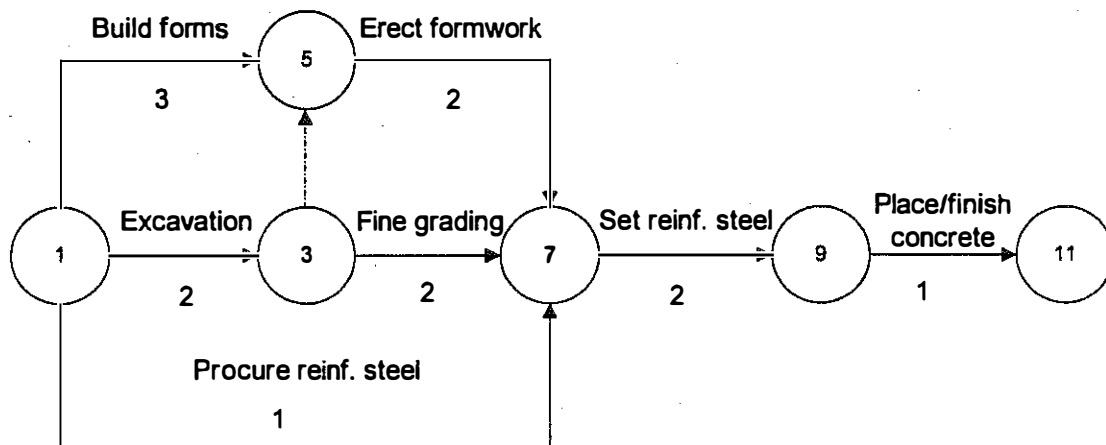 Build forms
5
Erect formwork
3
2
1
Excavation
2
3
Fine grading
2
7
Set reinf. steel
2
9
Place/finish
concrete
1
11
Procure reinf. steel
1